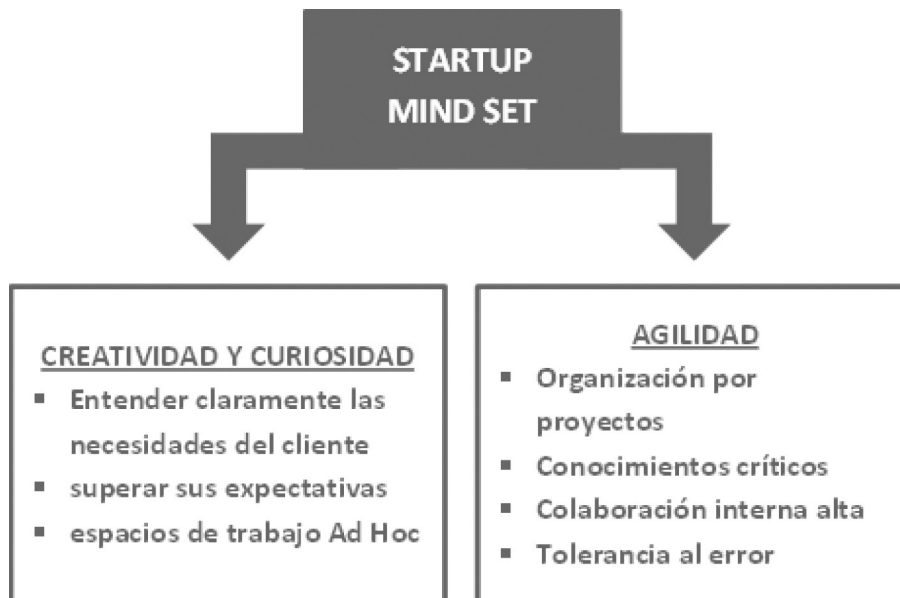 STARTUP
MIND SET
CREATIVIDAD Y CURIOSIDAD
▪ Entender claramente las
necesidades del cliente
▪ superar sus expectativas
▪ espacios de trabajo Ad Hoc
AGILIDAD
▪ Organización por
proyectos
▪ Conocimientos críticos
▪ Colaboración interna alta
▪ Tolerancia al error